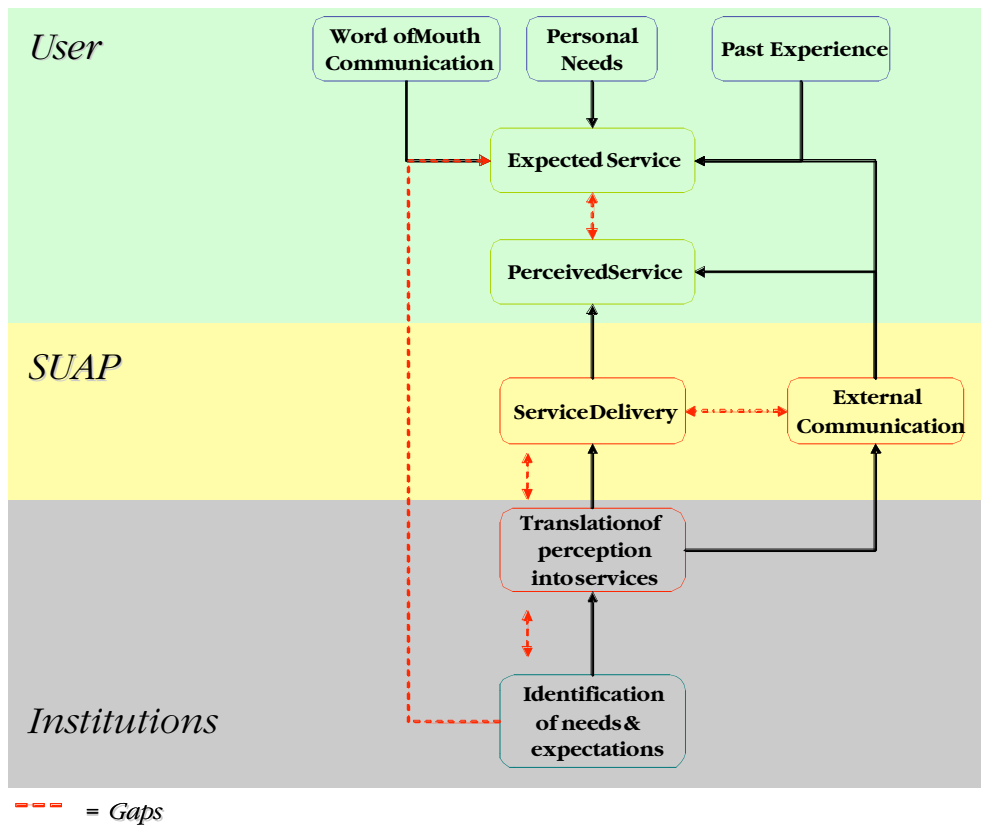 User
Word ofMouth
Communication
Personal
Needs
Past Experience
Expected Service
PerceivedService
SUAP
ServiceDelivery
External
Communication
Translationof
perception
intoservices
Institutions
Identification
of needs&
expectations
= Gaps